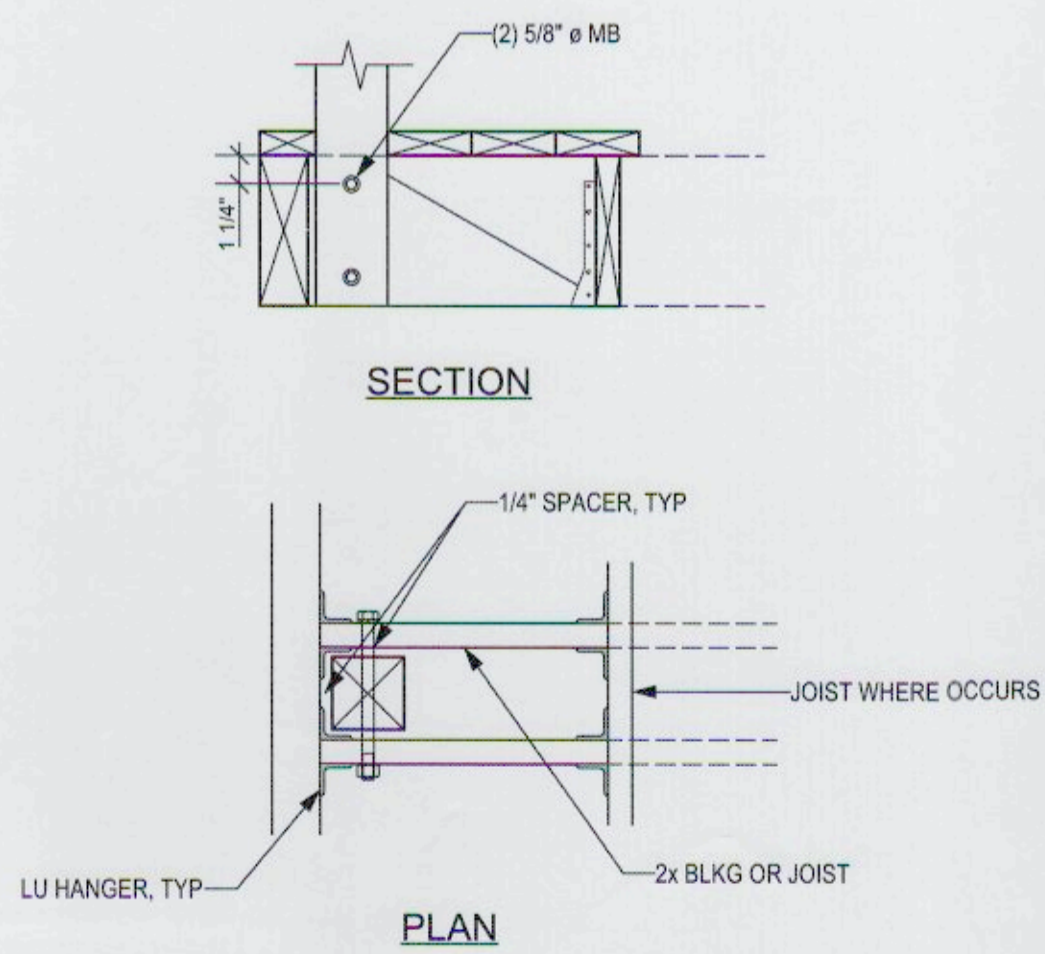 (2) 5/8" ø MB
1 1/4"
SECTION
1/4" SPACER, TYP
JOIST WHERE OCCURS
LU HANGER, TYP
2x BLKG OR JOIST
PLAN